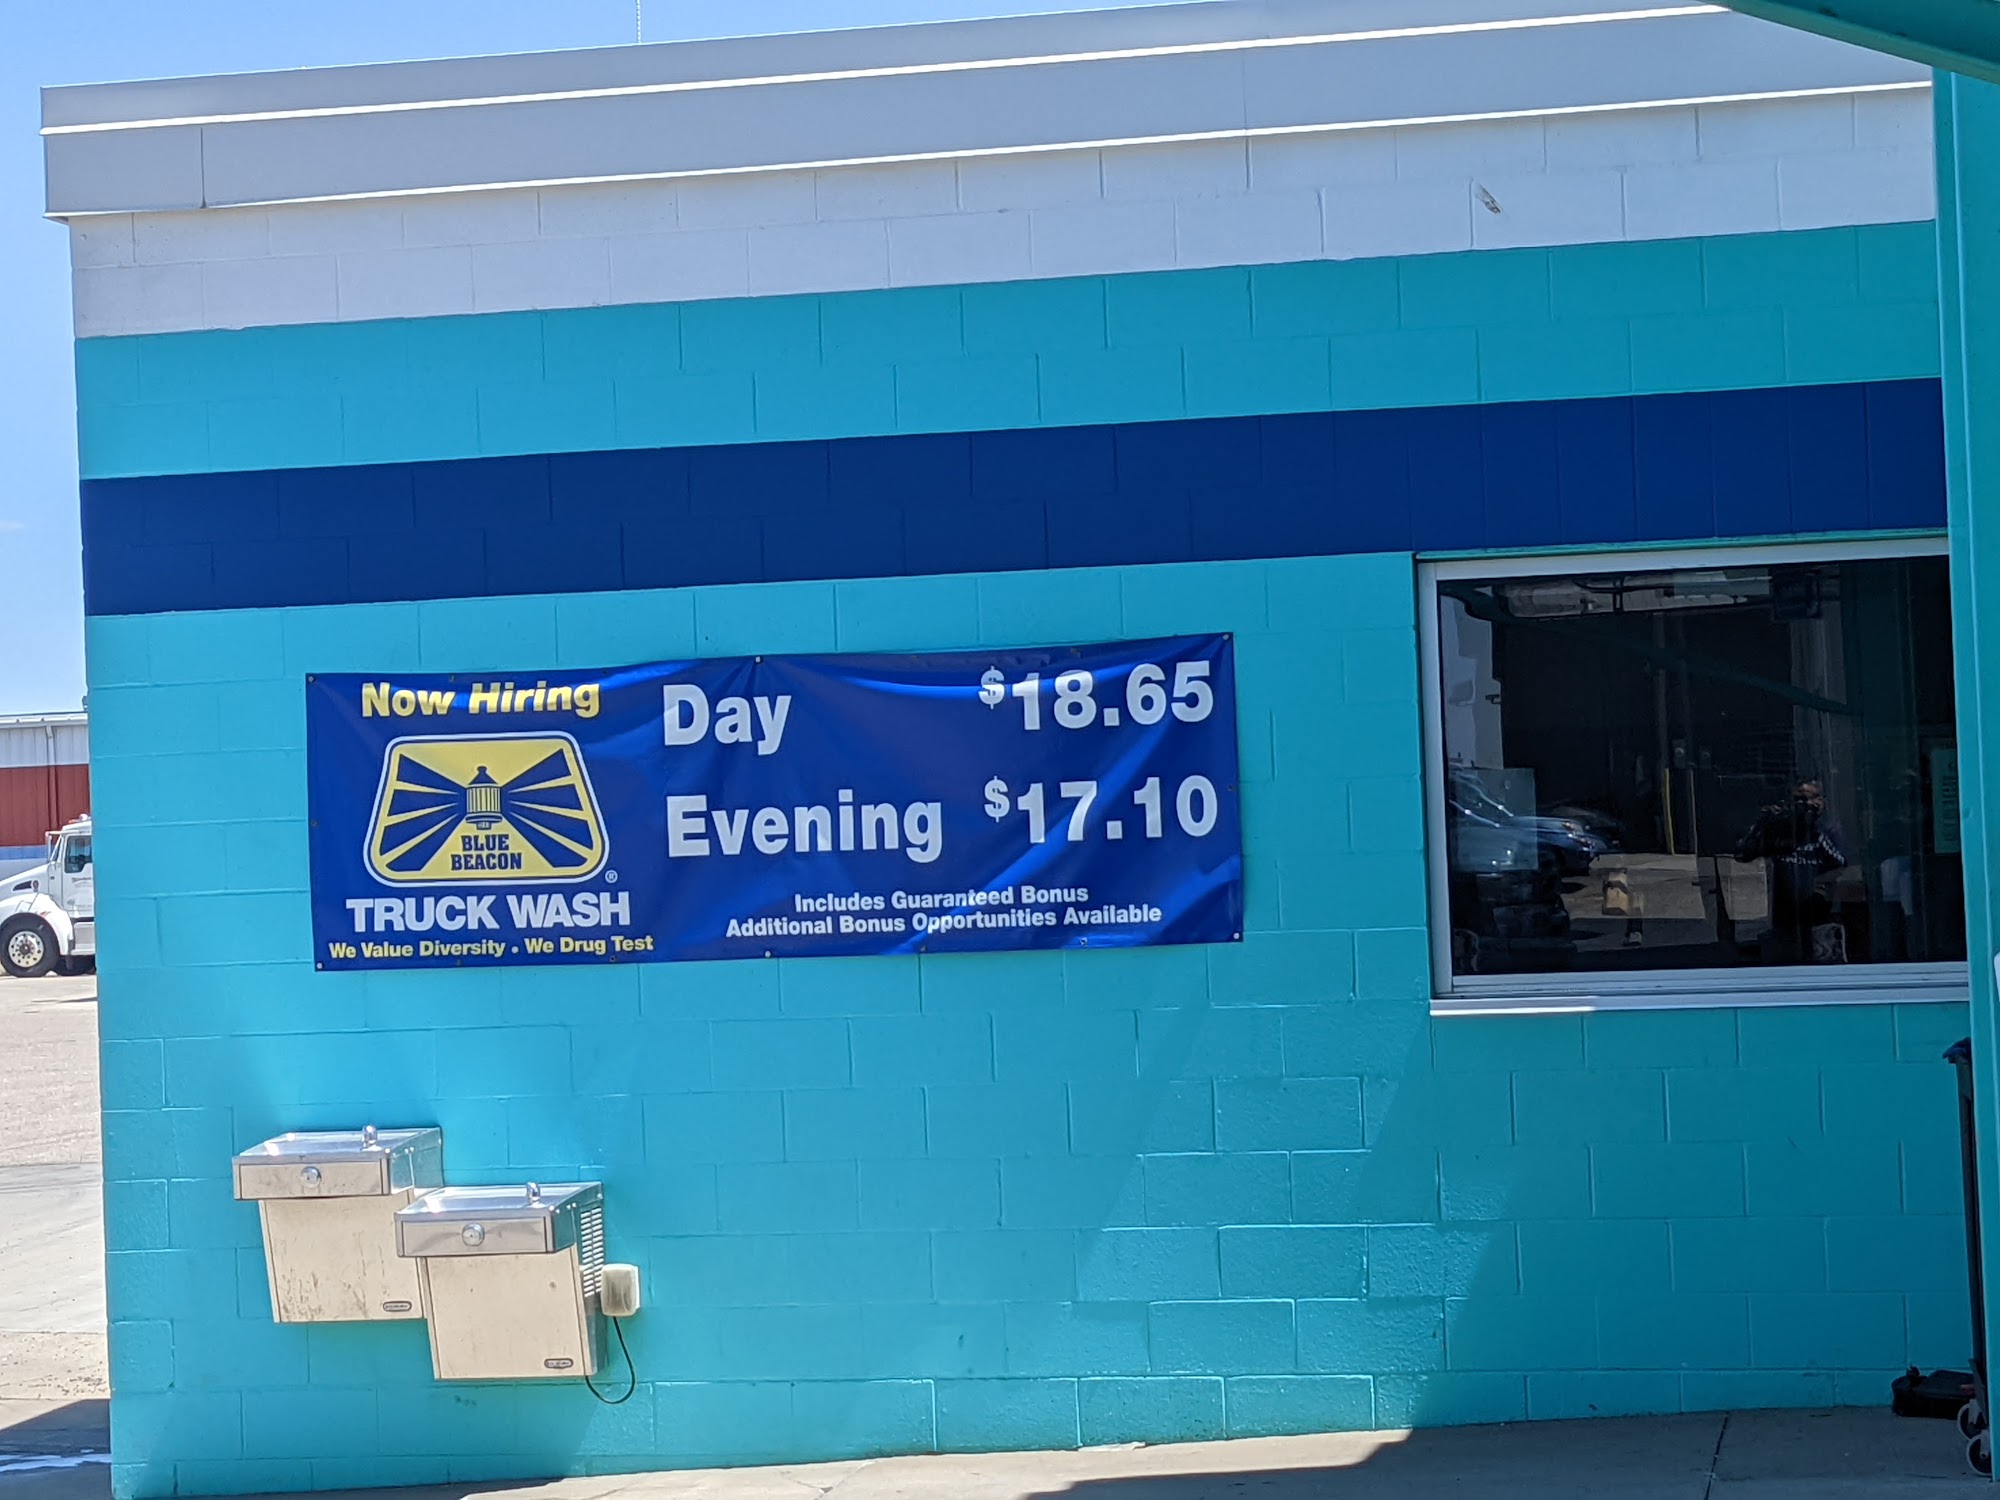 Now Hiring
BLUE
BEACON
®
TRUCK WASH
We Value Diversity . We Drug Test
Day $18.65
Evening $17.10
Includes Guaranteed Bonus
Additional Bonus Opportunities Available